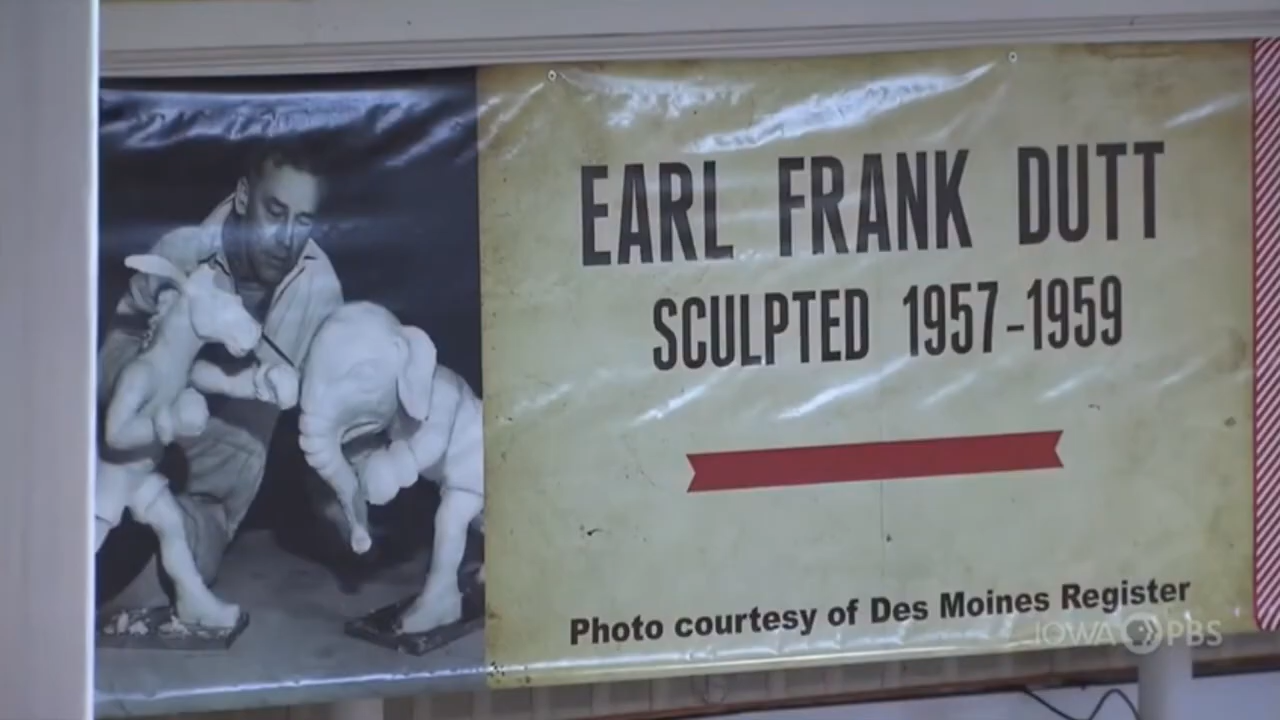 EARL FRANK DUTT
SCULPTED 1957-1959
Photo courtesy of Des Moines Register
IOWA PBS